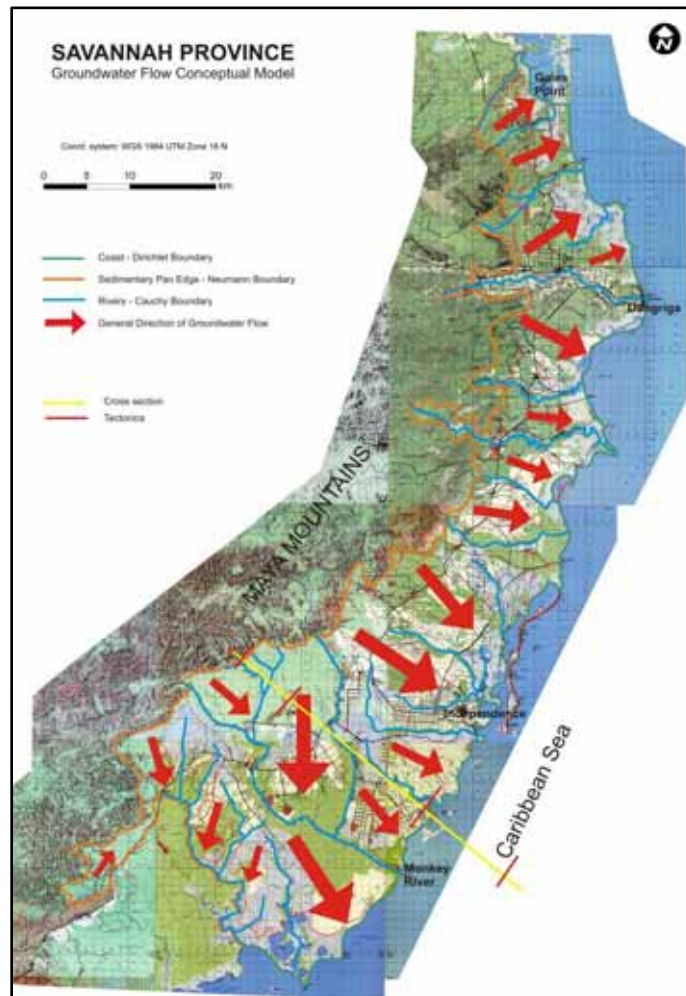 SAVANNAH PROVINCE
Groundwater Flow Conceptual Model
N
Coord. system: WGS 1984 UTM Zone 16 N
0 5 10 20
km
Coast - Dirichlet Boundary
Sedimentary Pan Edge - Neumann Boundary
Rivers - Cauchy Boundary
General Direction of Groundwater Flow
Cross section
Tectonics
Gales
Point
Dangriga
MAYA MOUNTAINS
Independence
Caribbean Sea
Monkey
River